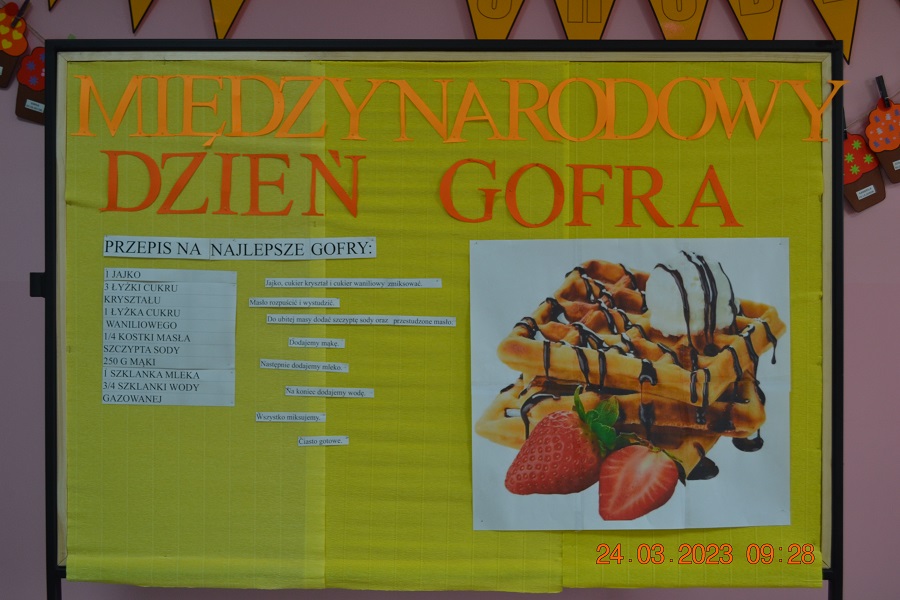 MIĘDZYNARODOWY
DZIEŃ GOFRA
PRZEPIS NA NAJLEPSZE GOFRY:
1 JAJKO
3 ŁYŻKI CUKRU
KRYSZTAŁU
1 ŁYŻKA CUKRU
WANILIOWEGO
1/4 KOSTKI MASŁA
SZCZYPTA SODY
250 G MĄKI
1 SZKLANKA MLEKA
3/4 SZKLANKI WODY
GAZOWANEJ
Jajko, cukier kryształ i cukier waniliowy zmiksować.
Masło rozpuścić i wystudzić.
Do ubitej masy dodać szczyptę sody oraz przestudzone masło.
Dodajemy mąkę.
Następnie dodajemy mleko.
Na koniec dodajemy wodę.
Wszystko miksujemy.
Ciasto gotowe.
24.03.2023 09:28